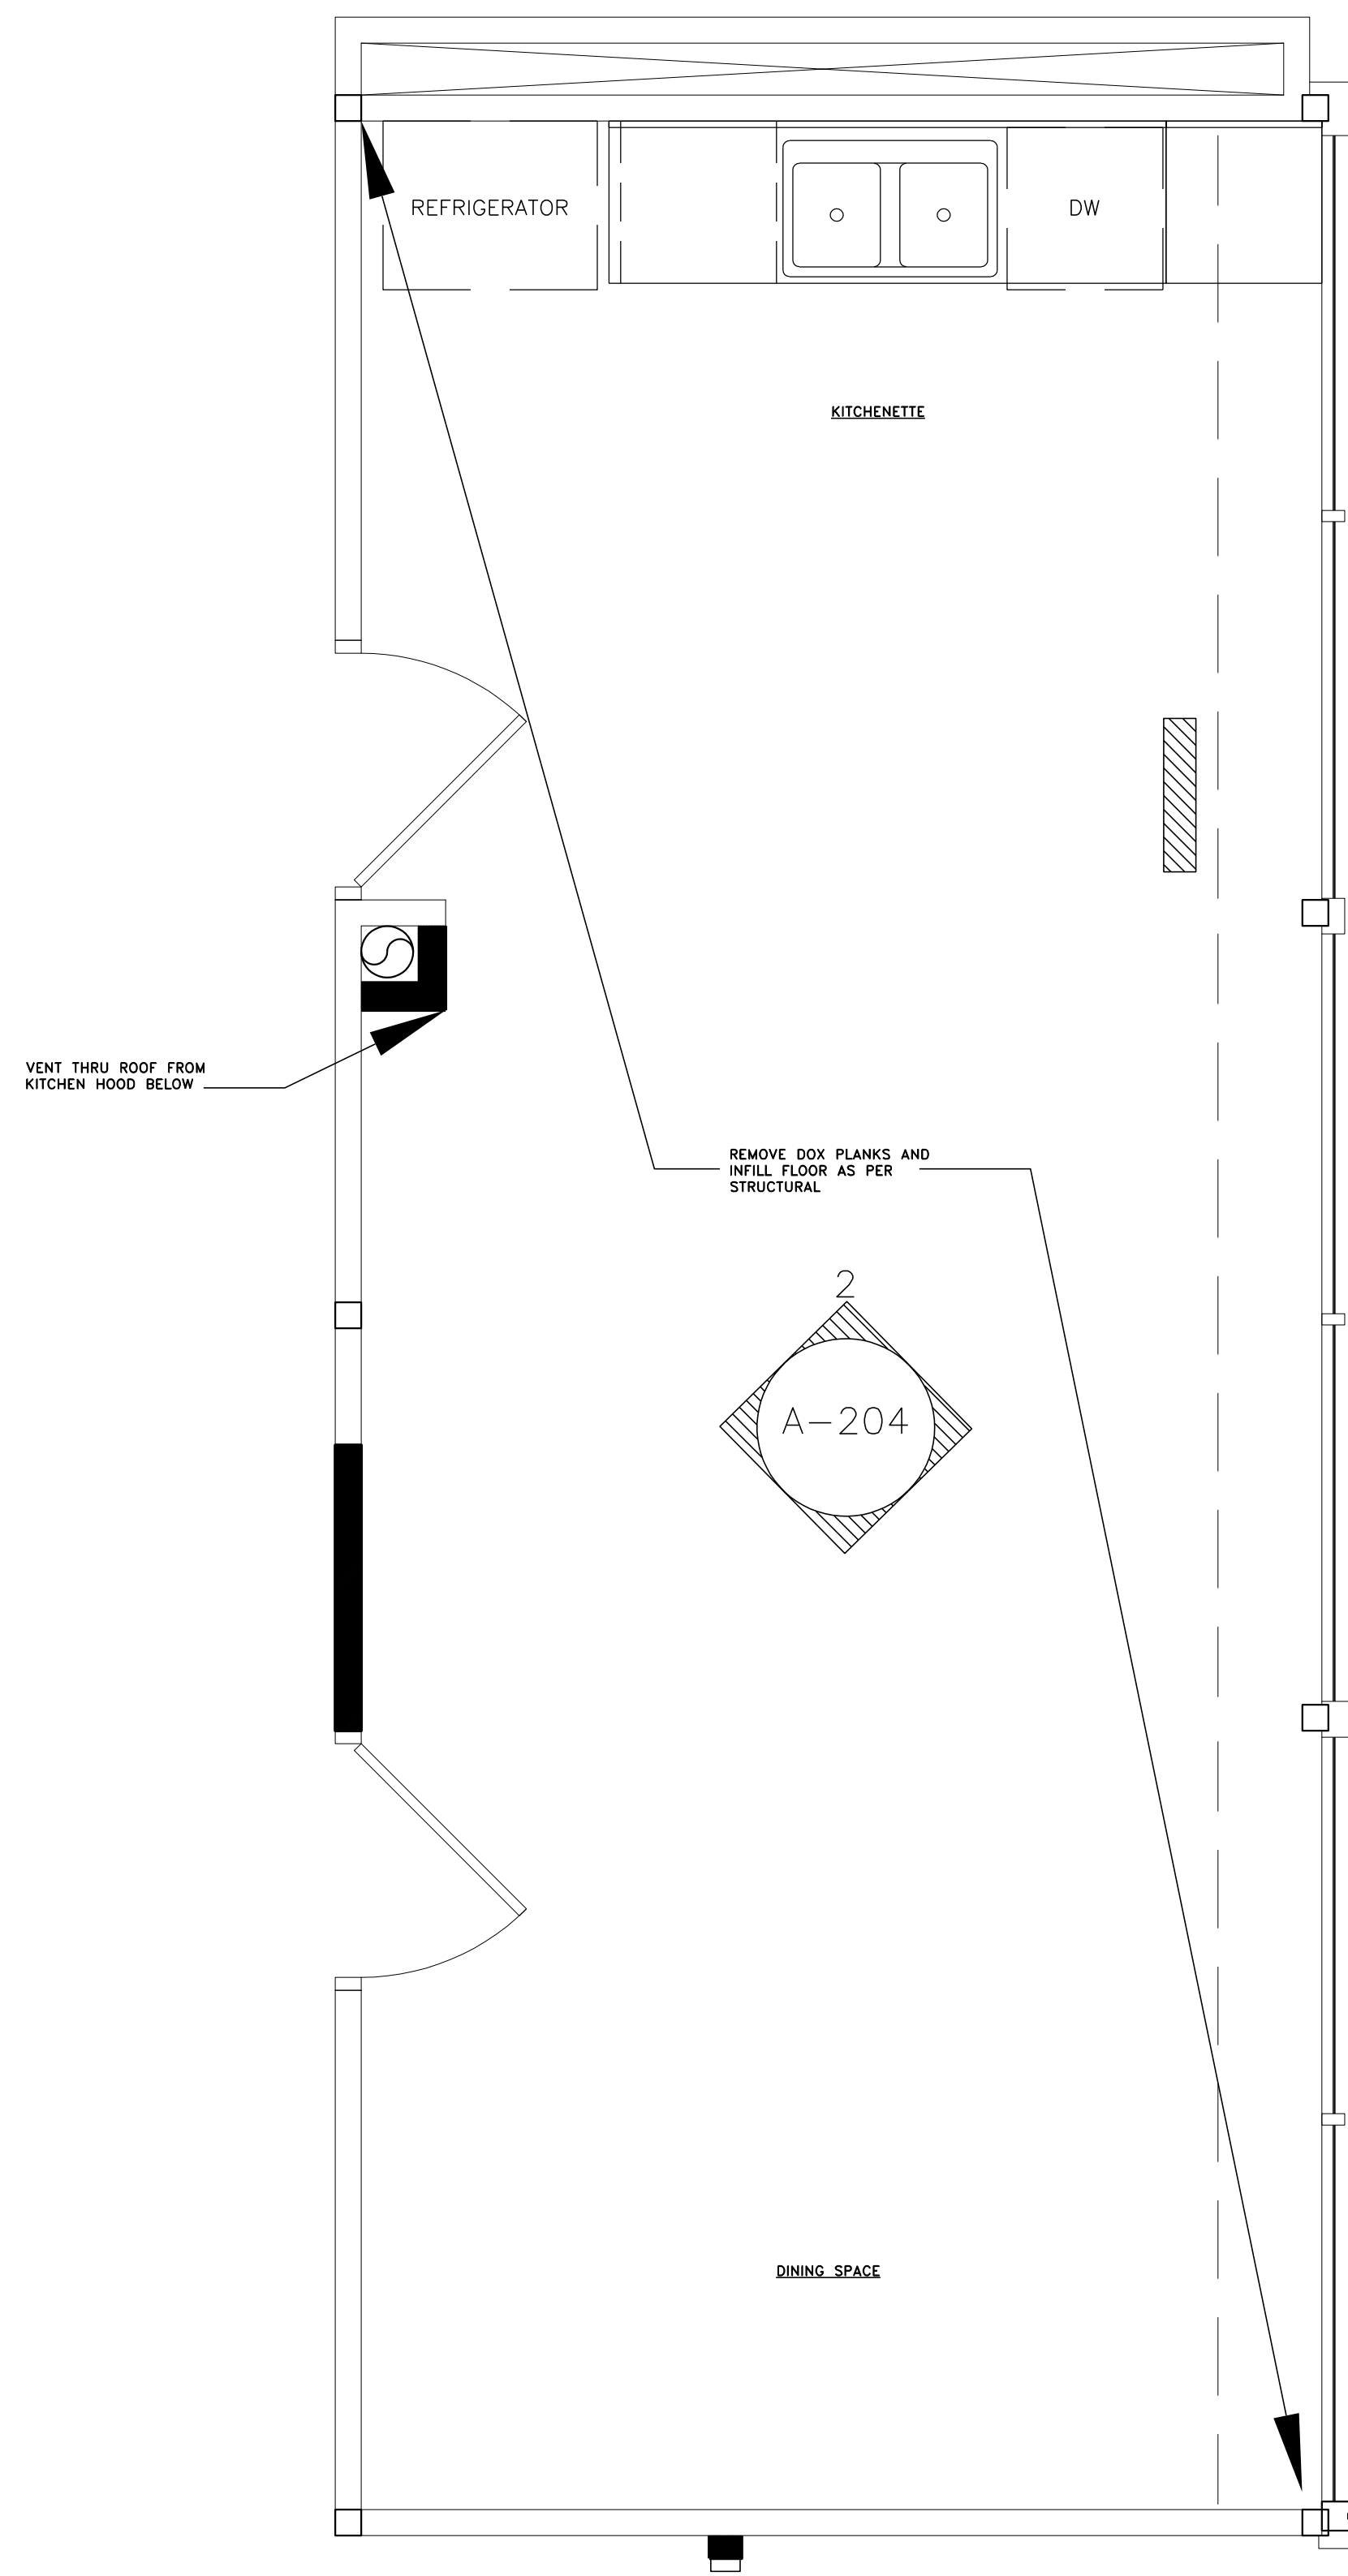 REFRIGERATOR
DW
KITCHENETTE
VENT THRU ROOF FROM
KITCHEN HOOD BELOW
REMOVE DOX PLANKS AND
INFILL FLOOR AS PER
STRUCTURAL
2
A-204
DINING SPACE